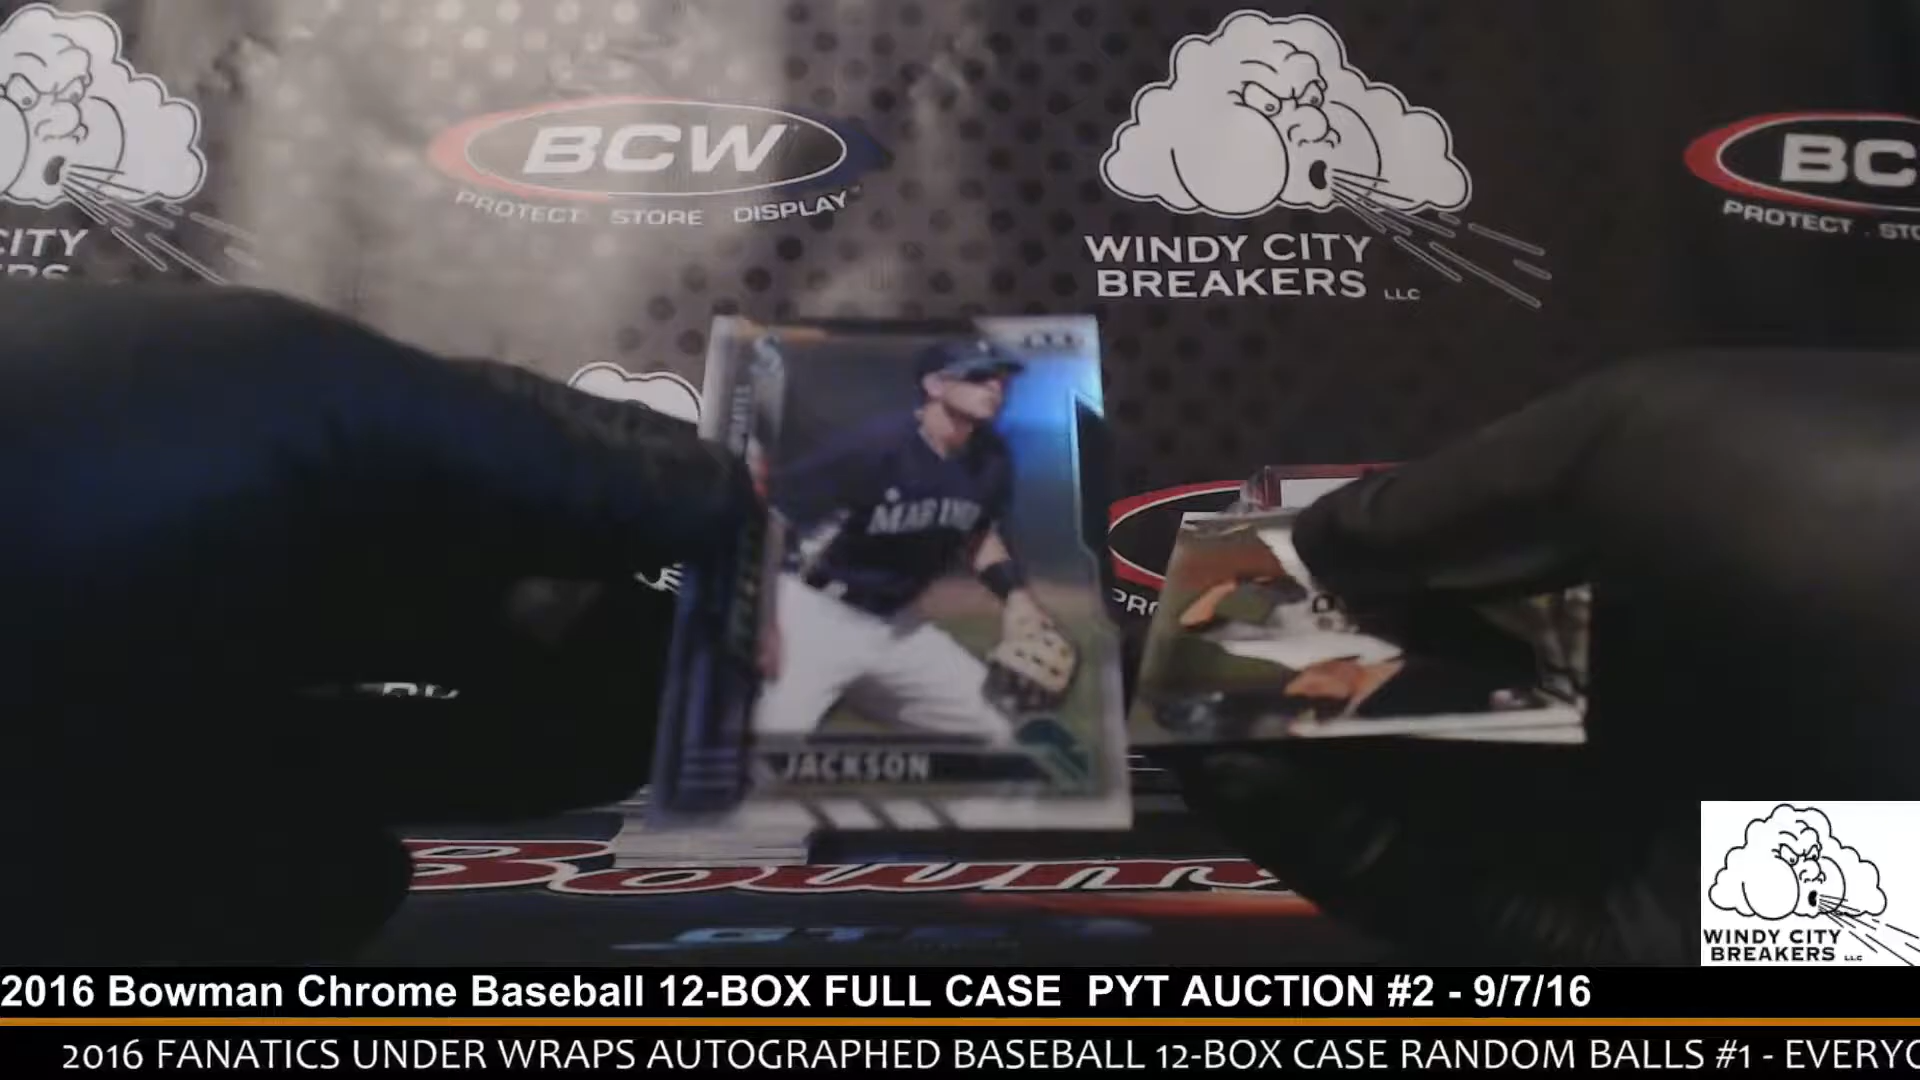 BCW
PROTECT STORE DISPLAY
WINDY CITY
BREAKERS LLC
BC
PROTECT . STO
CITY
JACKSON
Bowm
WINDY CITY
BREAKERS LLC
2016 Bowman Chrome Baseball 12-BOX FULL CASE PYT AUCTION #2 - 9/7/16
2016 FANATICS UNDER WRAPS AUTOGRAPHED BASEBALL 12-BOX CASE RANDOM BALLS #1 - EVERYO